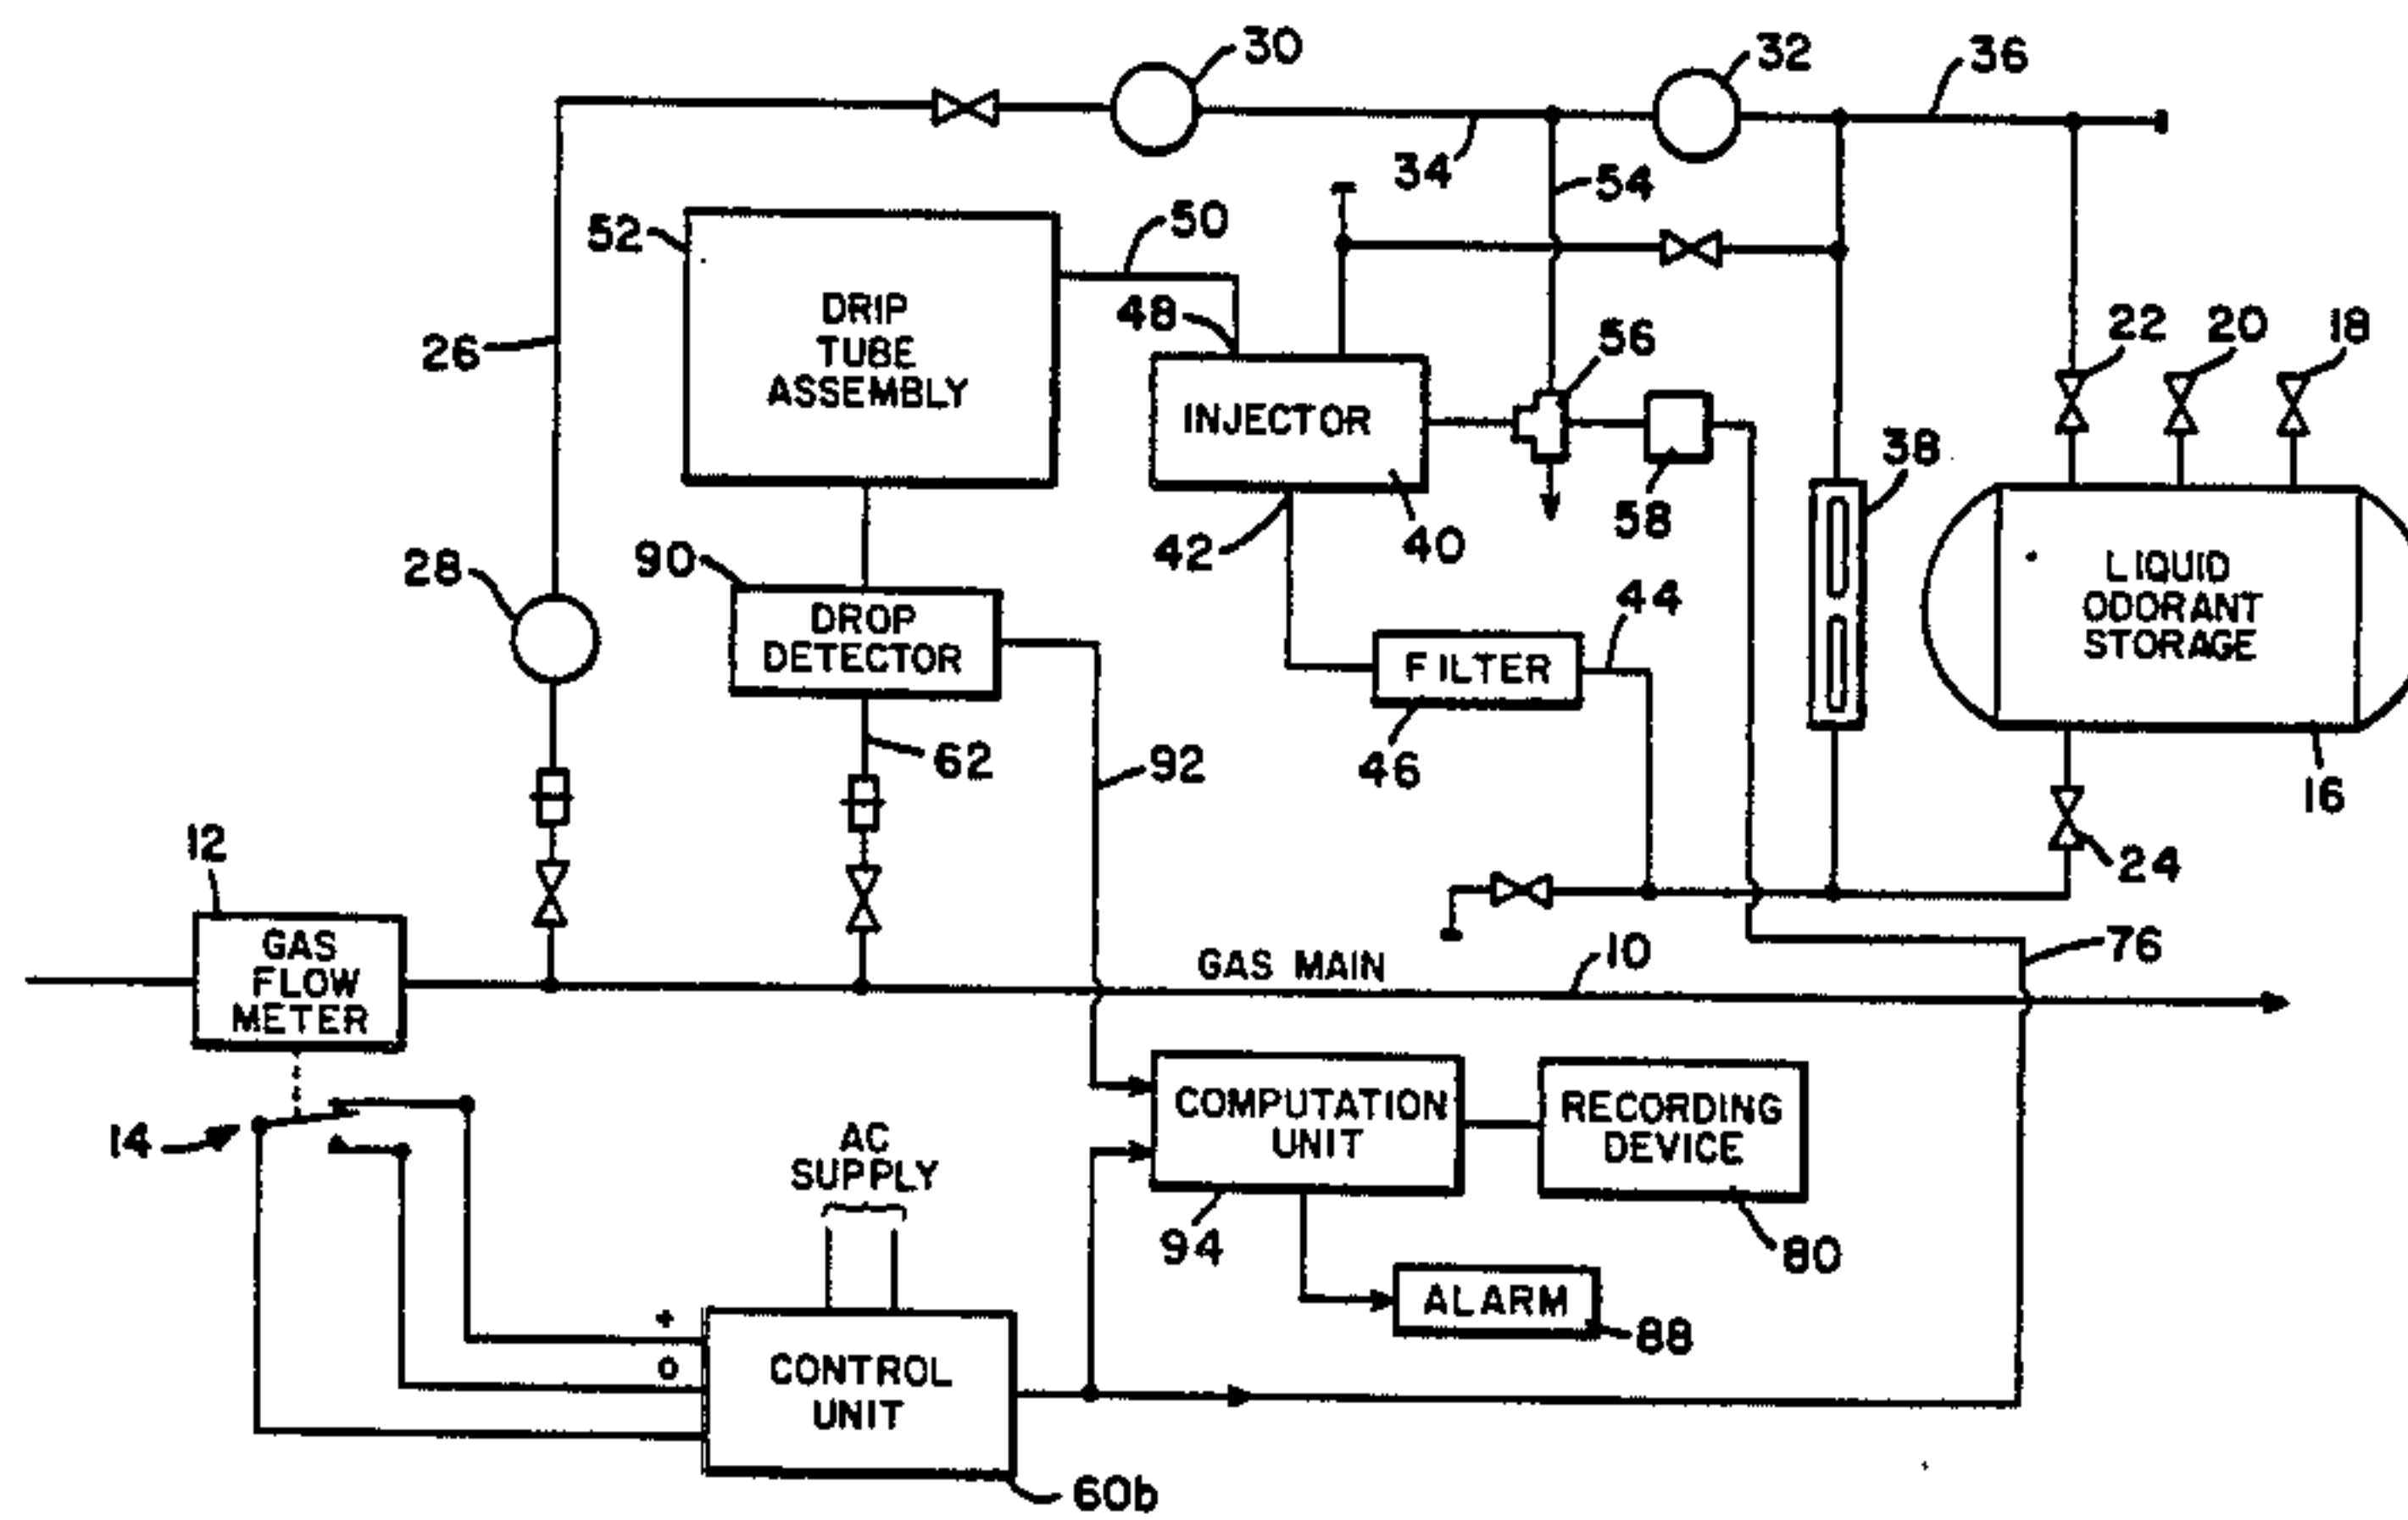 30
32
36
34
54
52
50
48
DRIP
TUBE
ASSEMBLY
26
56
22
20
18
INJECTOR
38
58
42
40
28
90
DROP
DETECTOR
44
LIQUID
ODORANT
STORAGE
FILTER
62
92
46
16
12
24
GAS
FLOW
METER
GAS MAIN
10
76
14
AC
SUPPLY
COMPUTATION
UNIT
RECORDING
DEVICE
94
80
ALARM
88
+
O
CONTROL
UNIT
60b